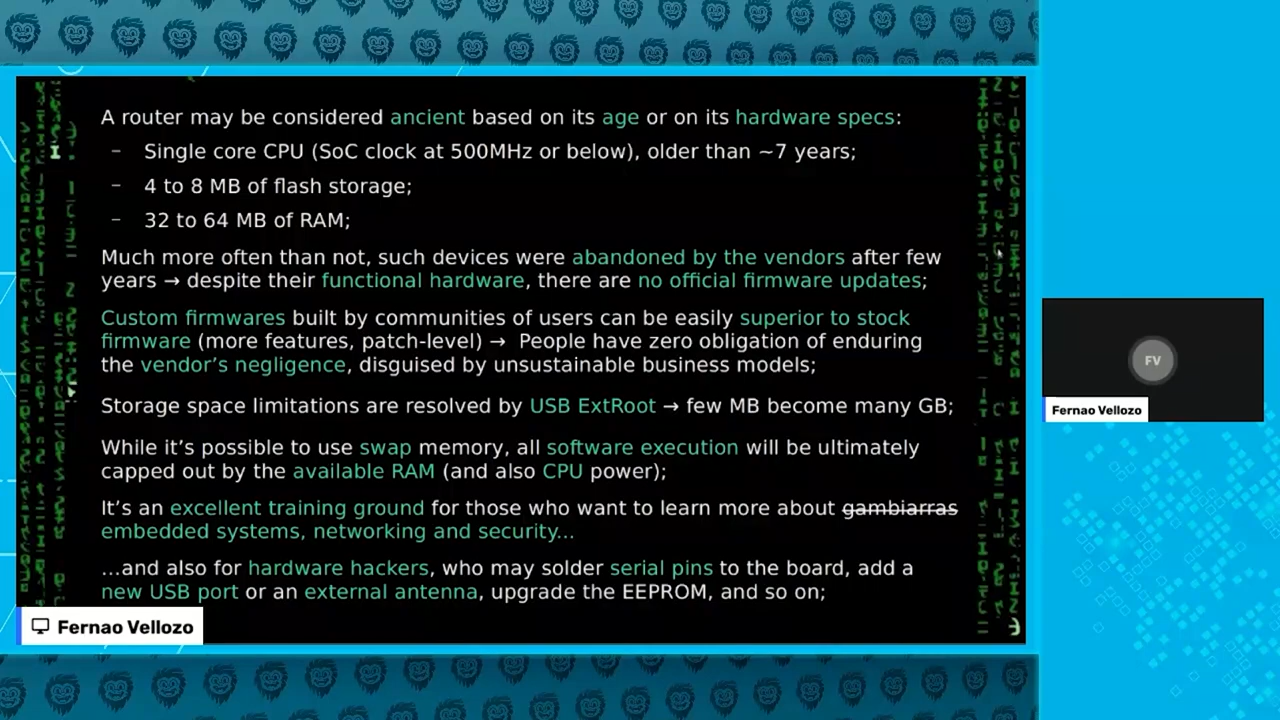 A router may be considered ancient based on its age or on its hardware specs:
– Single core CPU (SoC clock at 500MHz or below), older than ~7 years;
– 4 to 8 MB of flash storage;
– 32 to 64 MB of RAM;
Much more often than not, such devices were abandoned by the vendors after few
years → despite their functional hardware, there are no official firmware updates;
Custom firmwares built by communities of users can be easily superior to stock
firmware (more features, patch-level) → People have zero obligation of enduring
the vendor’s negligence, disguised by unsustainable business models;
Storage space limitations are resolved by USB ExtRoot → few MB become many GB;
While it’s possible to use swap memory, all software execution will be ultimately
capped out by the available RAM (and also CPU power);
It’s an excellent training ground for those who want to learn more about gambiarras
embedded systems, networking and security...
...and also for hardware hackers, who may solder serial pins to the board, add a
new USB port or an external antenna, upgrade the EEPROM, and so on;
Fernao Vellozo
FV
Fernao Vellozo